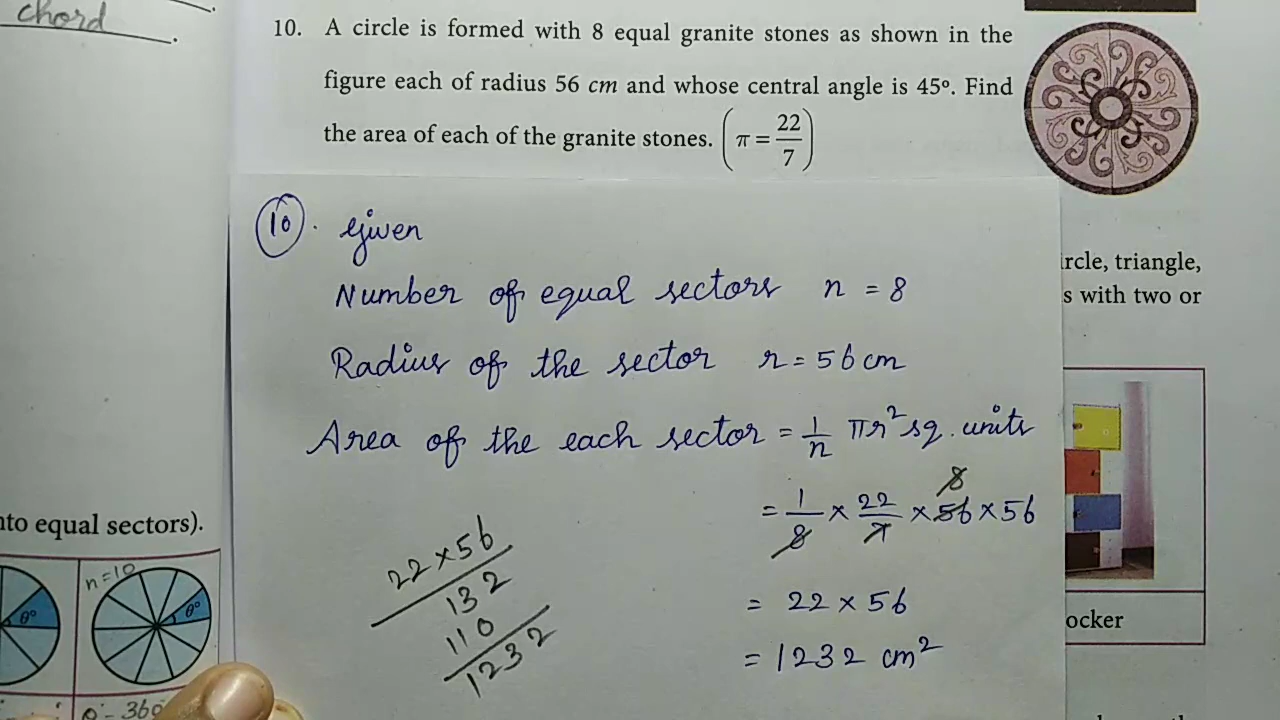 chord .
10. A circle is formed with 8 equal granite stones as shown in the
figure each of radius 56 cm and whose central angle is 45°. Find
the area of each of the granite stones. (π = 22/7)
10. Given
Number of equal sectors n = 8
Radius of the sector r = 56 cm
Area of the each sector = 1/n πr² sq. units
= 1/8 × 22/7 × 56 × 56
8
= 22 × 56
= 1232 cm²
22 × 56
132
110
1232
rcle, triangle,
s with two or
ocker
nto equal sectors).
n=10
θ°
θ°
θ = 360